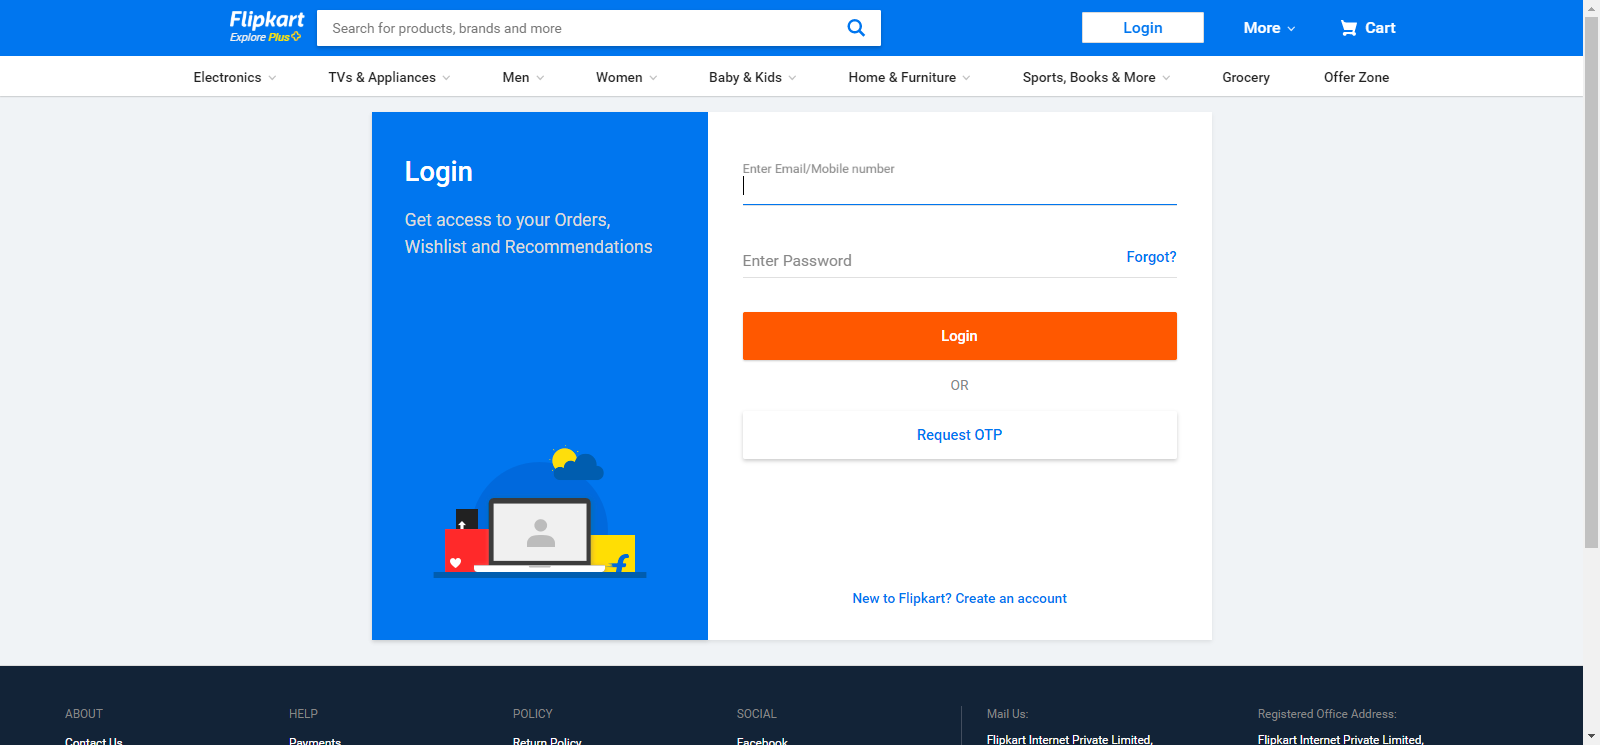 Flipkart
Explore Plus
Search for products, brands and more
Login
More
Cart
Electronics
TVs & Appliances
Men
Women
Baby & Kids
Home & Furniture
Sports, Books & More
Grocery
Offer Zone
Login
Get access to your Orders,
Wishlist and Recommendations
Enter Email/Mobile number
Enter Password
Forgot?
Login
OR
Request OTP
New to Flipkart? Create an account
ABOUT
HELP
POLICY
SOCIAL
Mail Us:
Registered Office Address:
Contact Us
Payments
Return Policy
Facebook
Flipkart Internet Private Limited,
Flipkart Internet Private Limited,